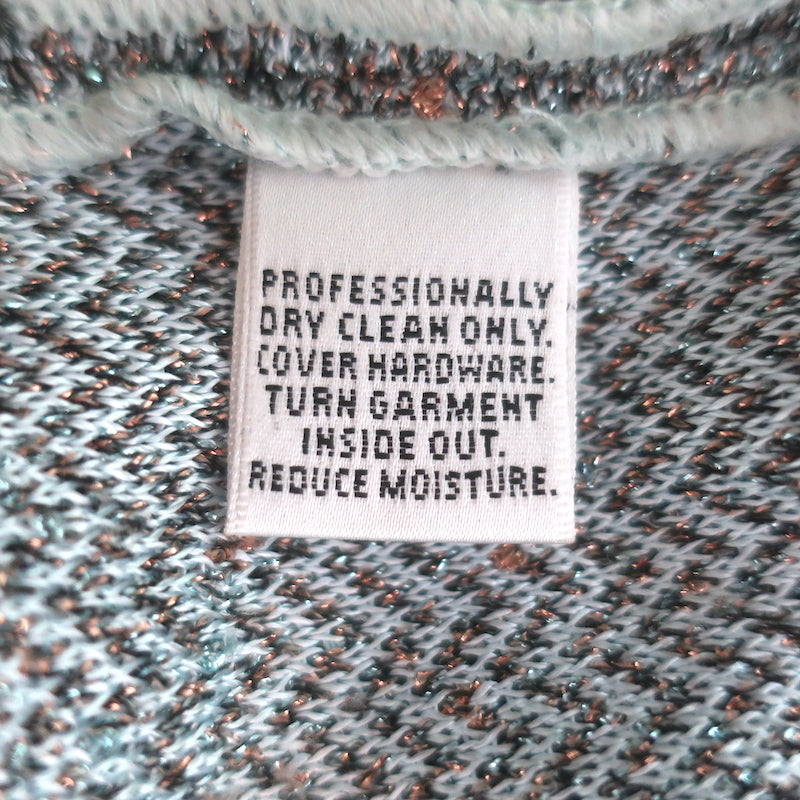 PROFESSIONALLY
DRY CLEAN ONLY.
COVER HARDWARE.
TURN GARMENT
INSIDE OUT.
REDUCE MOISTURE.